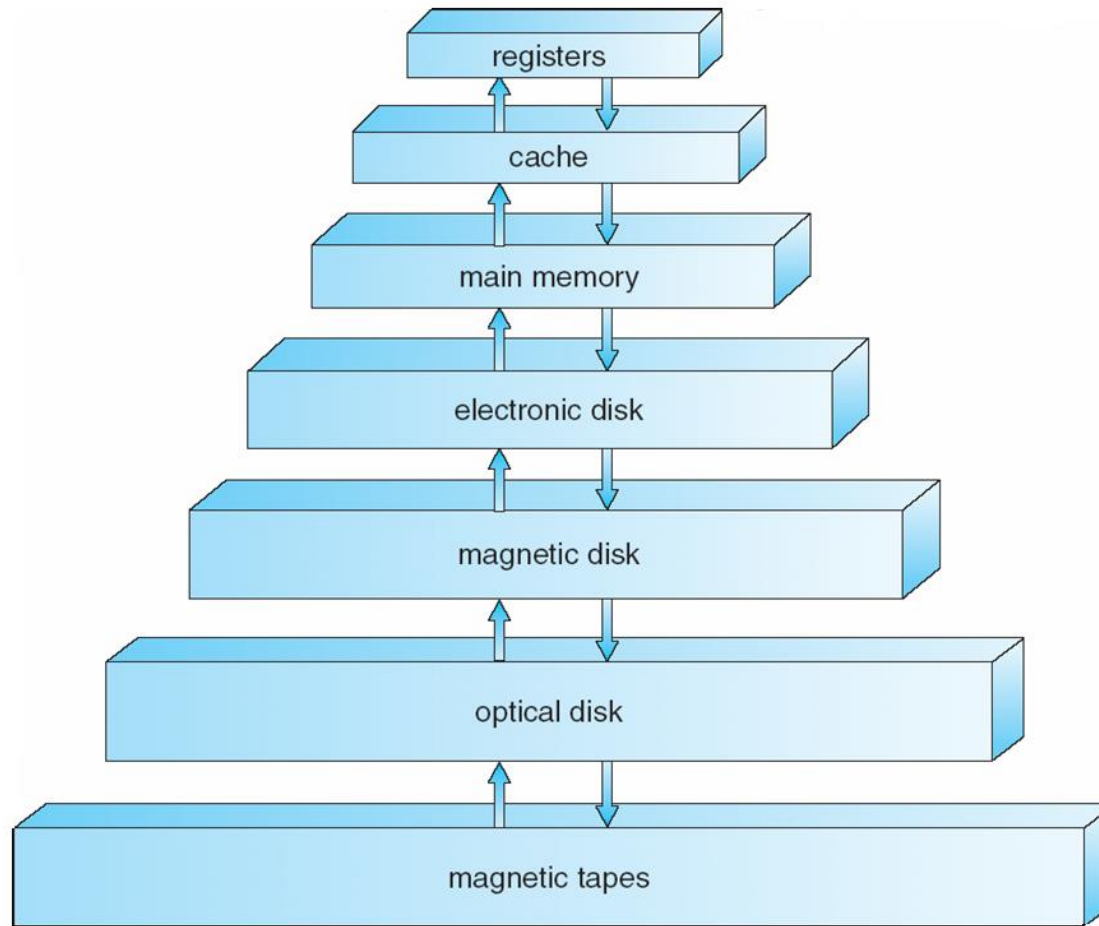 registers
cache
main memory
electronic disk
magnetic disk
optical disk
magnetic tapes